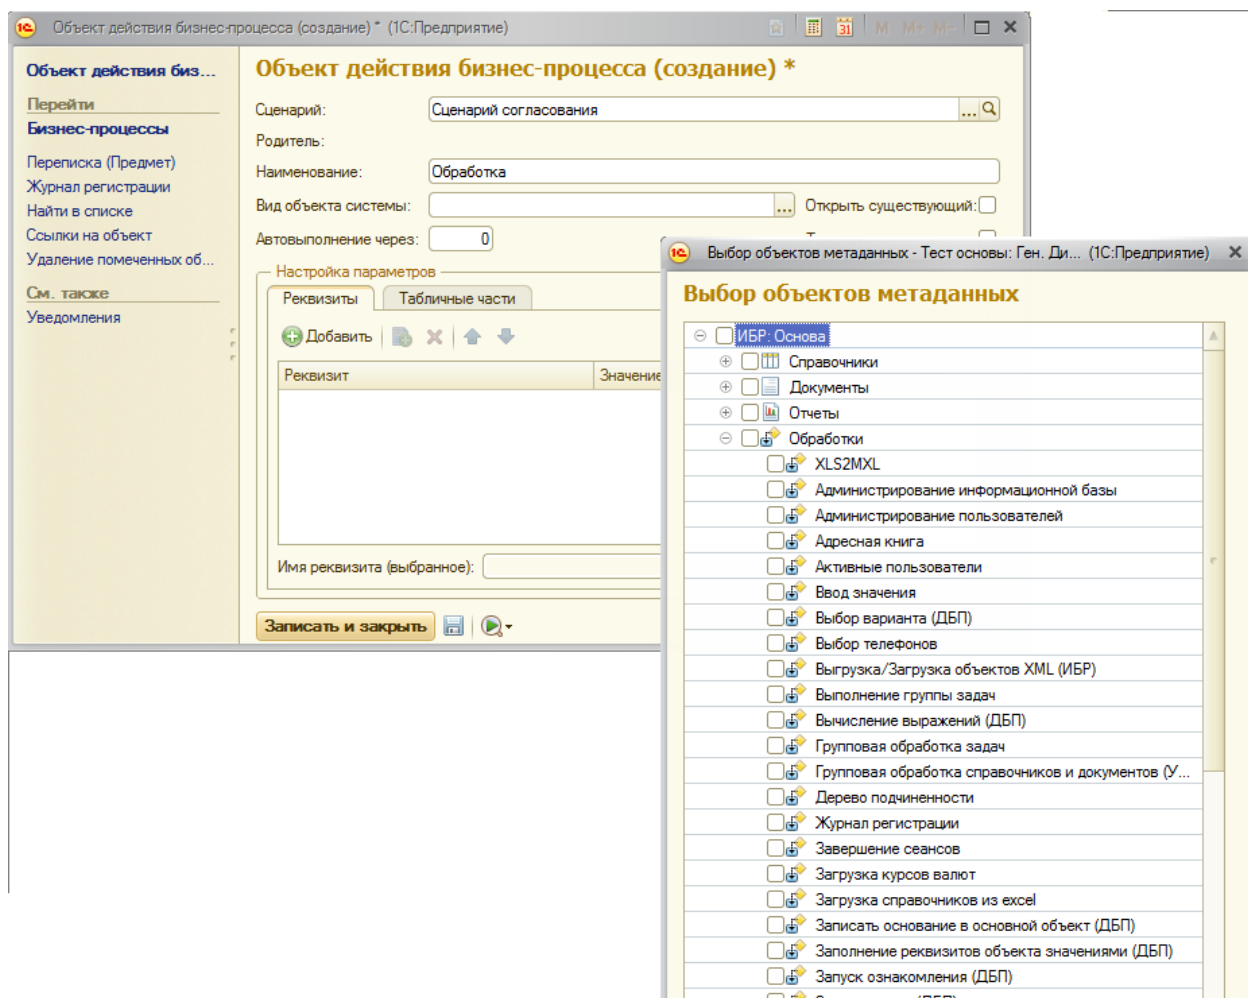 Объект действия бизнес-процесса (создание) * (1С:Предприятие)
31
M M+ M-
Объект действия биз...
Перейти
Бизнес-процессы
Переписка (Предмет)
Журнал регистрации
Найти в списке
Ссылки на объект
Удаление помеченных об...
См. также
Уведомления
Объект действия бизнес-процесса (создание) *
Сценарий: Сценарий согласования ...
Родитель:
Наименование: Обработка
Вид объекта системы: ... Открыть существующий:
Автовыполнение через: 0
Настройка параметров
Реквизиты Табличные части
Добавить
Реквизит Значение
Имя реквизита (выбранное):
Записать и закрыть
Выбор объектов метаданных - Тест основы: Ген. Ди... (1С:Предприятие)
Выбор объектов метаданных
ИБР: Основа
Справочники
Документы
Отчеты
Обработки
XLS2MXL
Администрирование информационной базы
Администрирование пользователей
Адресная книга
Активные пользователи
Ввод значения
Выбор варианта (ДБП)
Выбор телефонов
Выгрузка/Загрузка объектов XML (ИБР)
Выполнение группы задач
Вычисление выражений (ДБП)
Групповая обработка задач
Групповая обработка справочников и документов (У...
Дерево подчиненности
Журнал регистрации
Завершение сеансов
Загрузка курсов валют
Загрузка справочников из excel
Записать основание в основной объект (ДБП)
Заполнение реквизитов объекта значениями (ДБП)
Запуск ознакомления (ДБП)